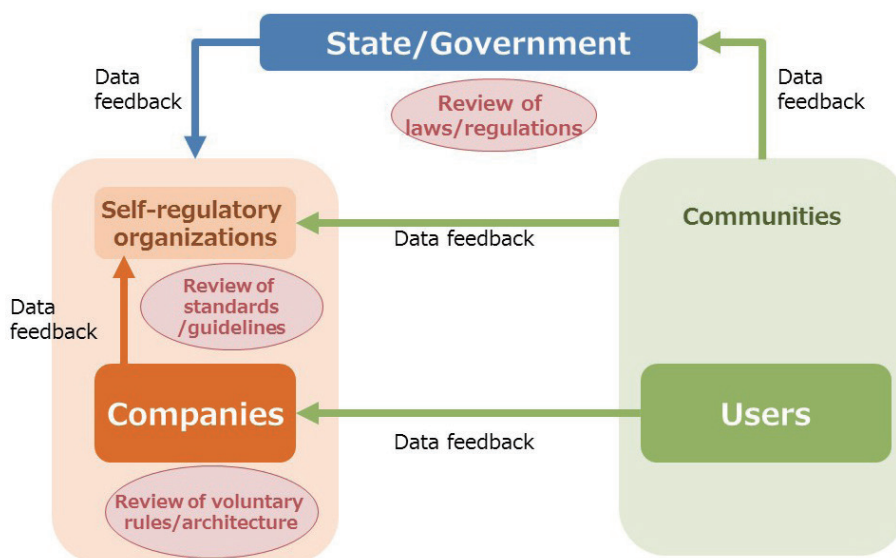 State/Government
Data
feedback
Data
feedback
Review of
laws/regulations
Self-regulatory
organizations
Communities
Data feedback
Review of
standards
/guidelines
Data
feedback
Companies
Users
Data feedback
Review of voluntary
rules/architecture